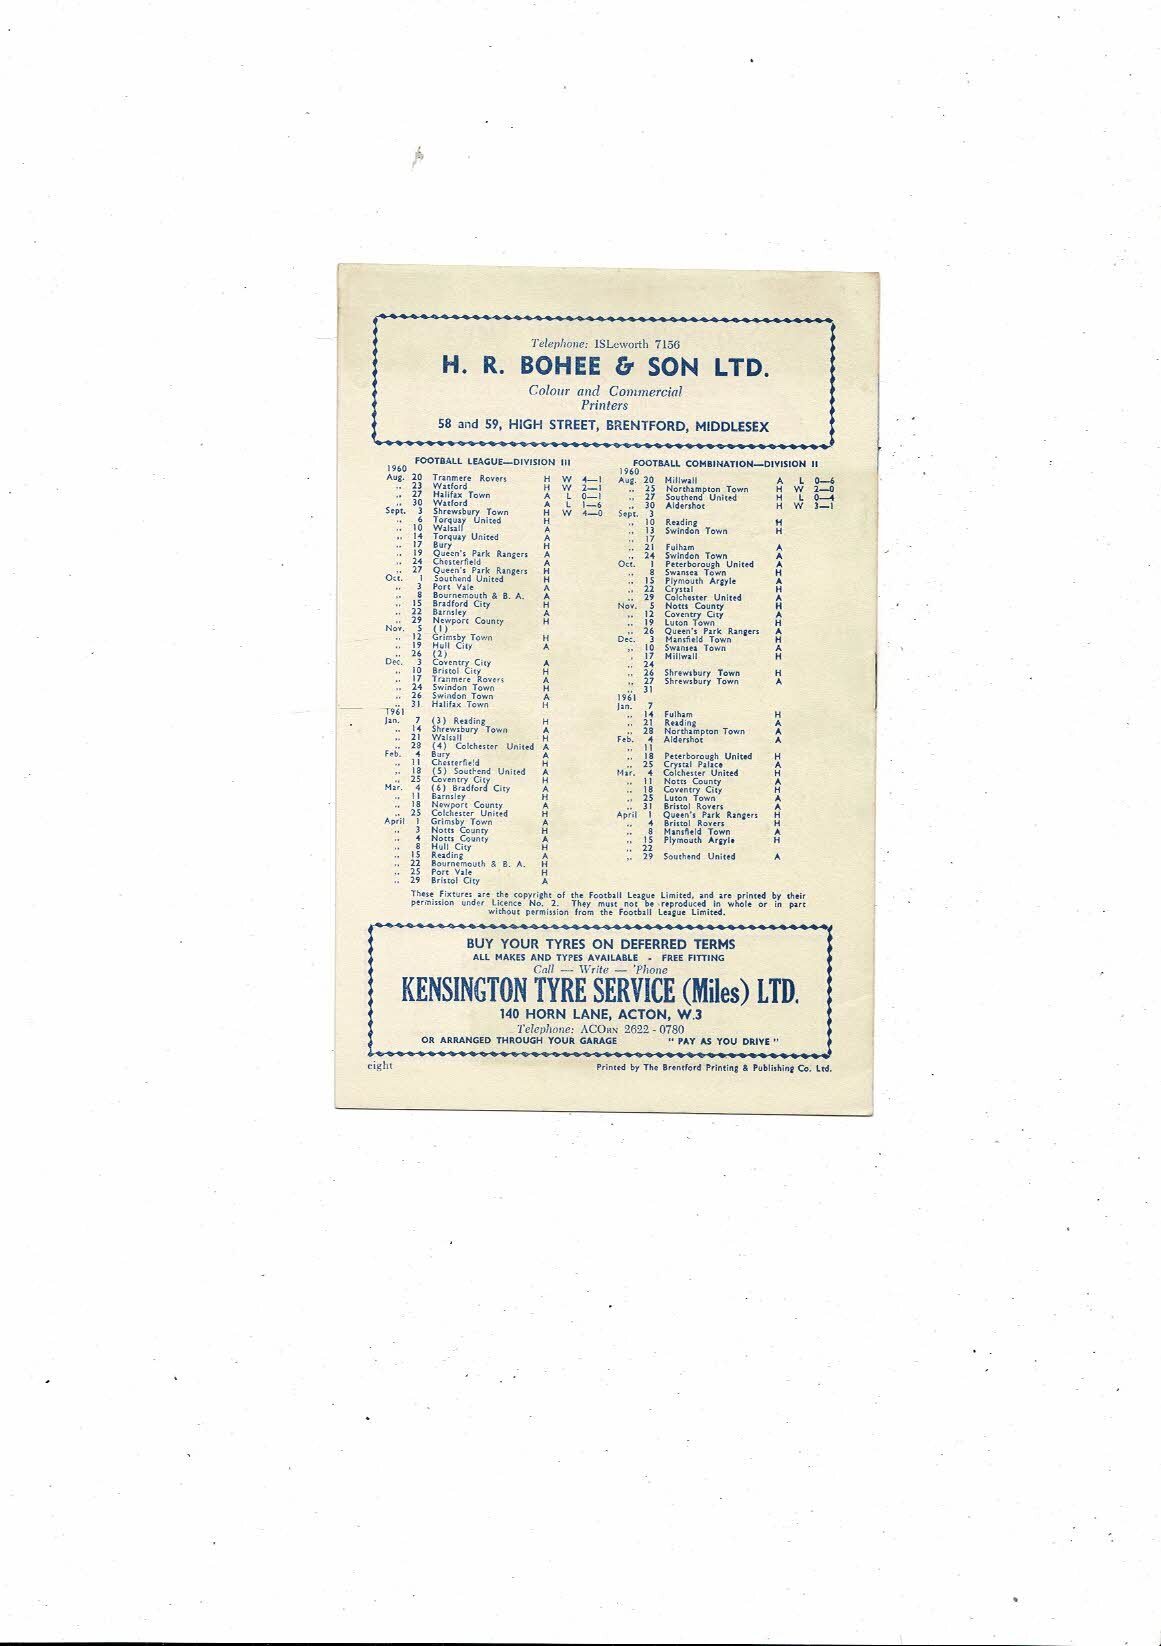 Telephone: ISLeworth 7156
H. R. BOHEE & SON LTD.
Colour and Commercial
Printers
58 and 59, HIGH STREET, BRENTFORD, MIDDLESEX
FOOTBALL LEAGUE—DIVISION III
1960
Aug. 20 Tranmere Rovers H W 4—1
,, 23 Watford H W 2—1
,, 27 Halifax Town A L 0—1
,, 30 Watford A L 1—6
Sept. 3 Shrewsbury Town H W 4—0
,, 6 Torquay United H
,, 10 Walsall A
,, 14 Torquay United A
,, 17 Bury H
,, 19 Queen's Park Rangers A
,, 24 Chesterfield A
,, 27 Queen's Park Rangers H
Oct. 1 Southend United H
,, 3 Port Vale A
,, 8 Bournemouth & B. A. A
,, 15 Bradford City H
,, 22 Barnsley A
,, 29 Newport County H
Nov. 5 (1)
,, 12 Grimsby Town H
,, 19 Hull City A
,, 26 (2)
Dec. 3 Coventry City A
,, 10 Bristol City H
,, 17 Tranmere Rovers A
,, 24 Swindon Town H
,, 26 Swindon Town A
,, 31 Halifax Town H
1961
Jan. 7 (3) Reading H
,, 14 Shrewsbury Town A
,, 21 Walsall H
,, 28 (4) Colchester United A
Feb. 4 Bury A
,, 11 Chesterfield H
,, 18 (5) Southend United A
,, 25 Coventry City H
Mar. 4 (6) Bradford City A
,, 11 Barnsley H
,, 18 Newport County A
,, 25 Colchester United H
April 1 Grimsby Town A
,, 3 Notts County H
,, 4 Notts County A
,, 8 Hull City H
,, 15 Reading A
,, 22 Bournemouth & B. A. H
,, 25 Port Vale H
,, 29 Bristol City A
FOOTBALL COMBINATION—DIVISION II
1960
Aug. 20 Millwall A L 0—6
,, 25 Northampton Town H W 2—0
,, 27 Southend United H L 0—4
,, 30 Aldershot H W 3—1
Sept. 3
,, 10 Reading H
,, 13 Swindon Town H
,, 17
,, 21 Fulham A
,, 24 Swindon Town A
Oct. 1 Peterborough United A
,, 8 Swansea Town H
,, 15 Plymouth Argyle A
,, 22 Crystal H
,, 29 Colchester United A
Nov. 5 Notts County H
,, 12 Coventry City A
,, 19 Luton Town H
,, 26 Queen's Park Rangers A
Dec. 3 Mansfield Town H
,, 10 Swansea Town A
,, 17 Millwall H
,, 24
,, 26 Shrewsbury Town H
,, 27 Shrewsbury Town A
,, 31
1961
Jan. 7
,, 14 Fulham H
,, 21 Reading A
,, 28 Northampton Town A
Feb. 4 Aldershot A
,, 11
,, 18 Peterborough United H
,, 25 Crystal Palace A
Mar. 4 Colchester United H
,, 11 Notts County A
,, 18 Coventry City H
,, 25 Luton Town A
,, 31 Bristol Rovers A
April 1 Queen's Park Rangers H
,, 4 Bristol Rovers H
,, 8 Mansfield Town A
,, 15 Plymouth Argyle H
,, 22
,, 29 Southend United A
These Fixtures are the copyright of the Football League Limited, and are printed by their
permission under Licence No. 2. They must not be reproduced in whole or in part
without permission from the Football League Limited.
BUY YOUR TYRES ON DEFERRED TERMS
ALL MAKES AND TYPES AVAILABLE - FREE FITTING
Call — Write — 'Phone
KENSINGTON TYRE SERVICE (Miles) LTD.
140 HORN LANE, ACTON, W.3
Telephone: ACORN 2622 - 0780
OR ARRANGED THROUGH YOUR GARAGE " PAY AS YOU DRIVE "
eight Printed by The Brentford Printing & Publishing Co. Ltd.